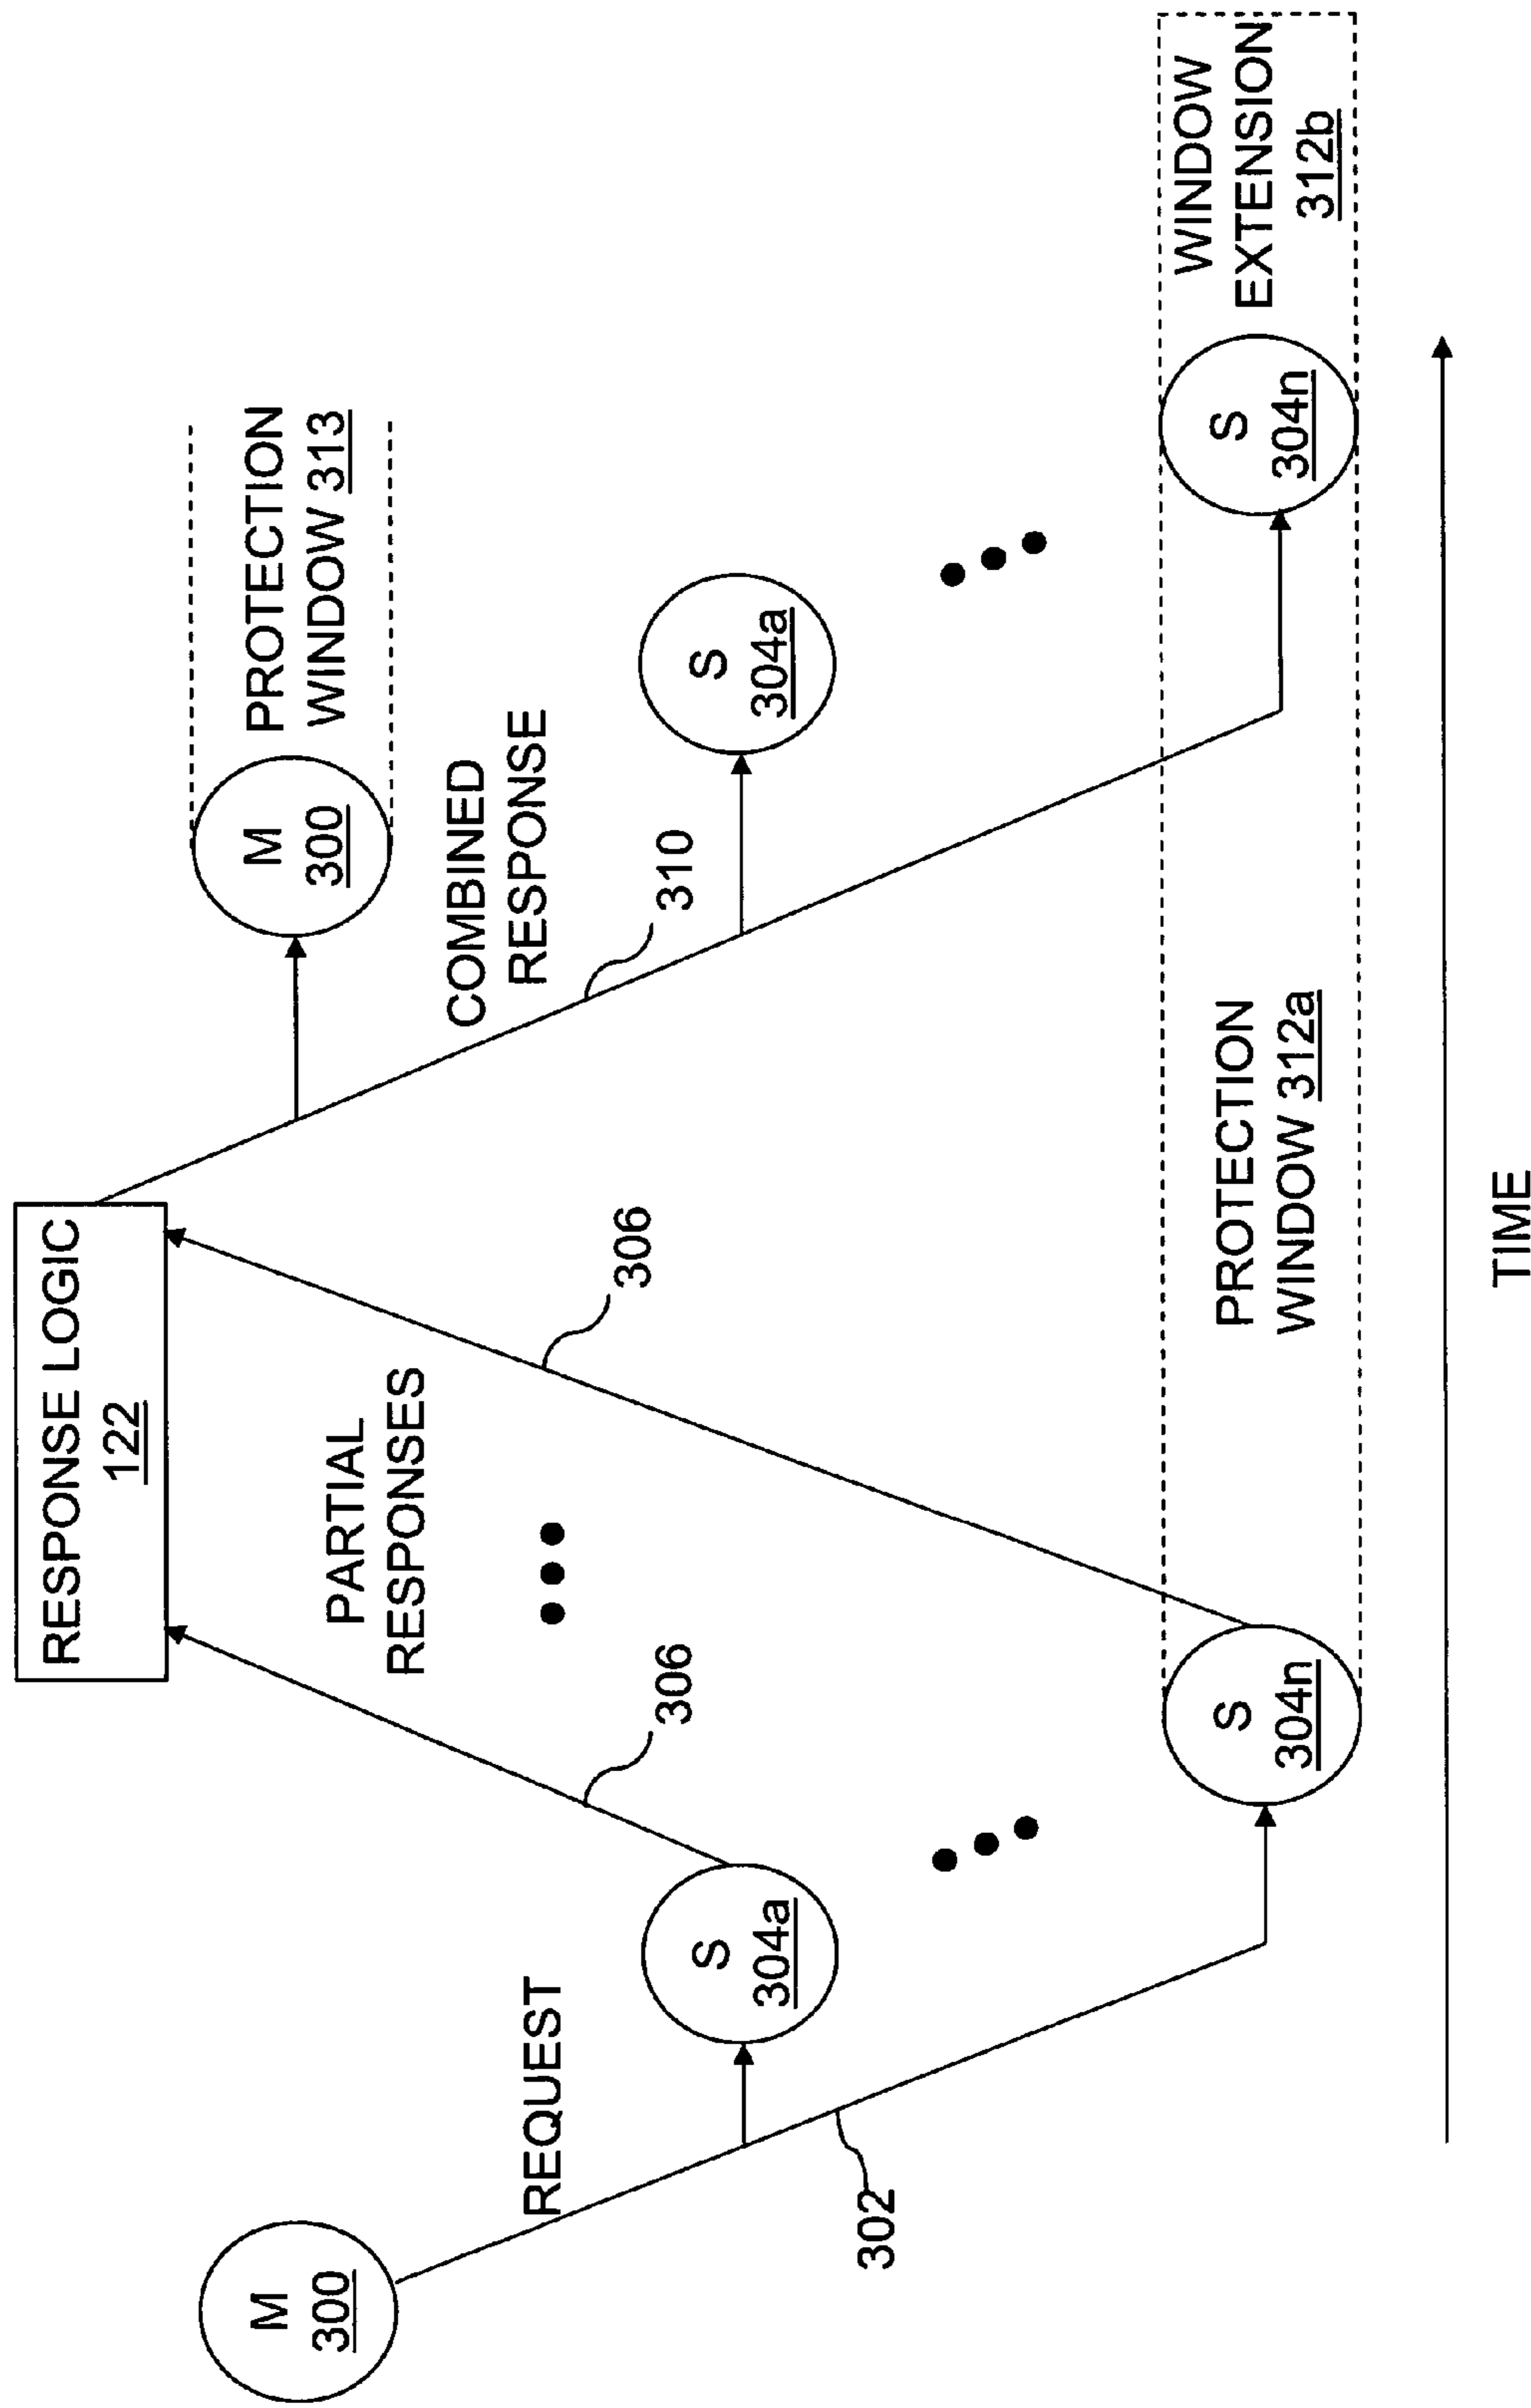 RESPONSE LOGIC
122
M
300
REQUEST
302
S
304a
306
PARTIAL
RESPONSES
306
S
304n
COMBINED
RESPONSE
310
M
300
PROTECTION
WINDOW 313
S
304a
PROTECTION
WINDOW 312a
S
304n
WINDOW
EXTENSION
312b
TIME